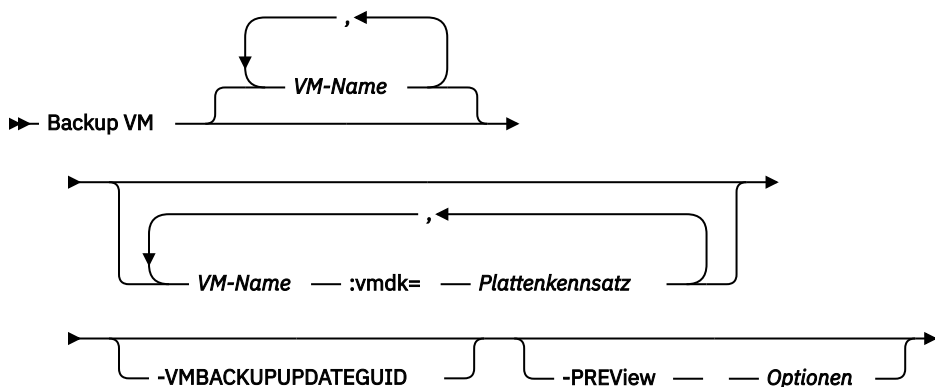 ,
VM-Name
Backup VM
,
VM-Name :vmdk= Plattenkennsatz
-VMBACKUPUPDATEGUID -PREView Optionen